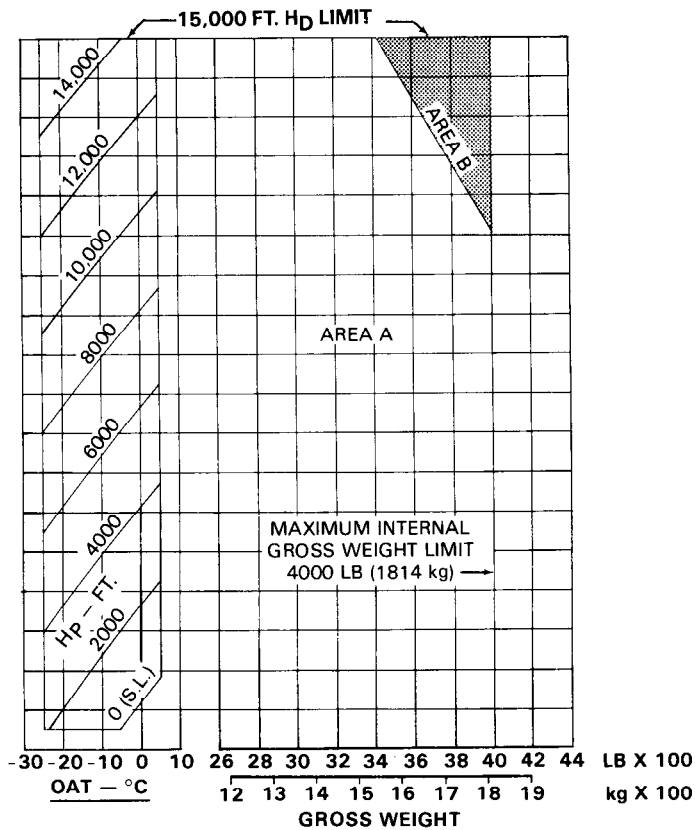 15,000 FT. HD LIMIT
14,000
12,000
10,000
8000
6000
4000
HP – FT.
2000
0 (S.L.)
AREA B
AREA A
MAXIMUM INTERNAL
GROSS WEIGHT LIMIT
4000 LB (1814 kg)
-30 -20 -10 0 10
OAT — °C
26 28 30 32 34 36 38 40 42 44 LB X 100
12 13 14 15 16 17 18 19 kg X 100
GROSS WEIGHT